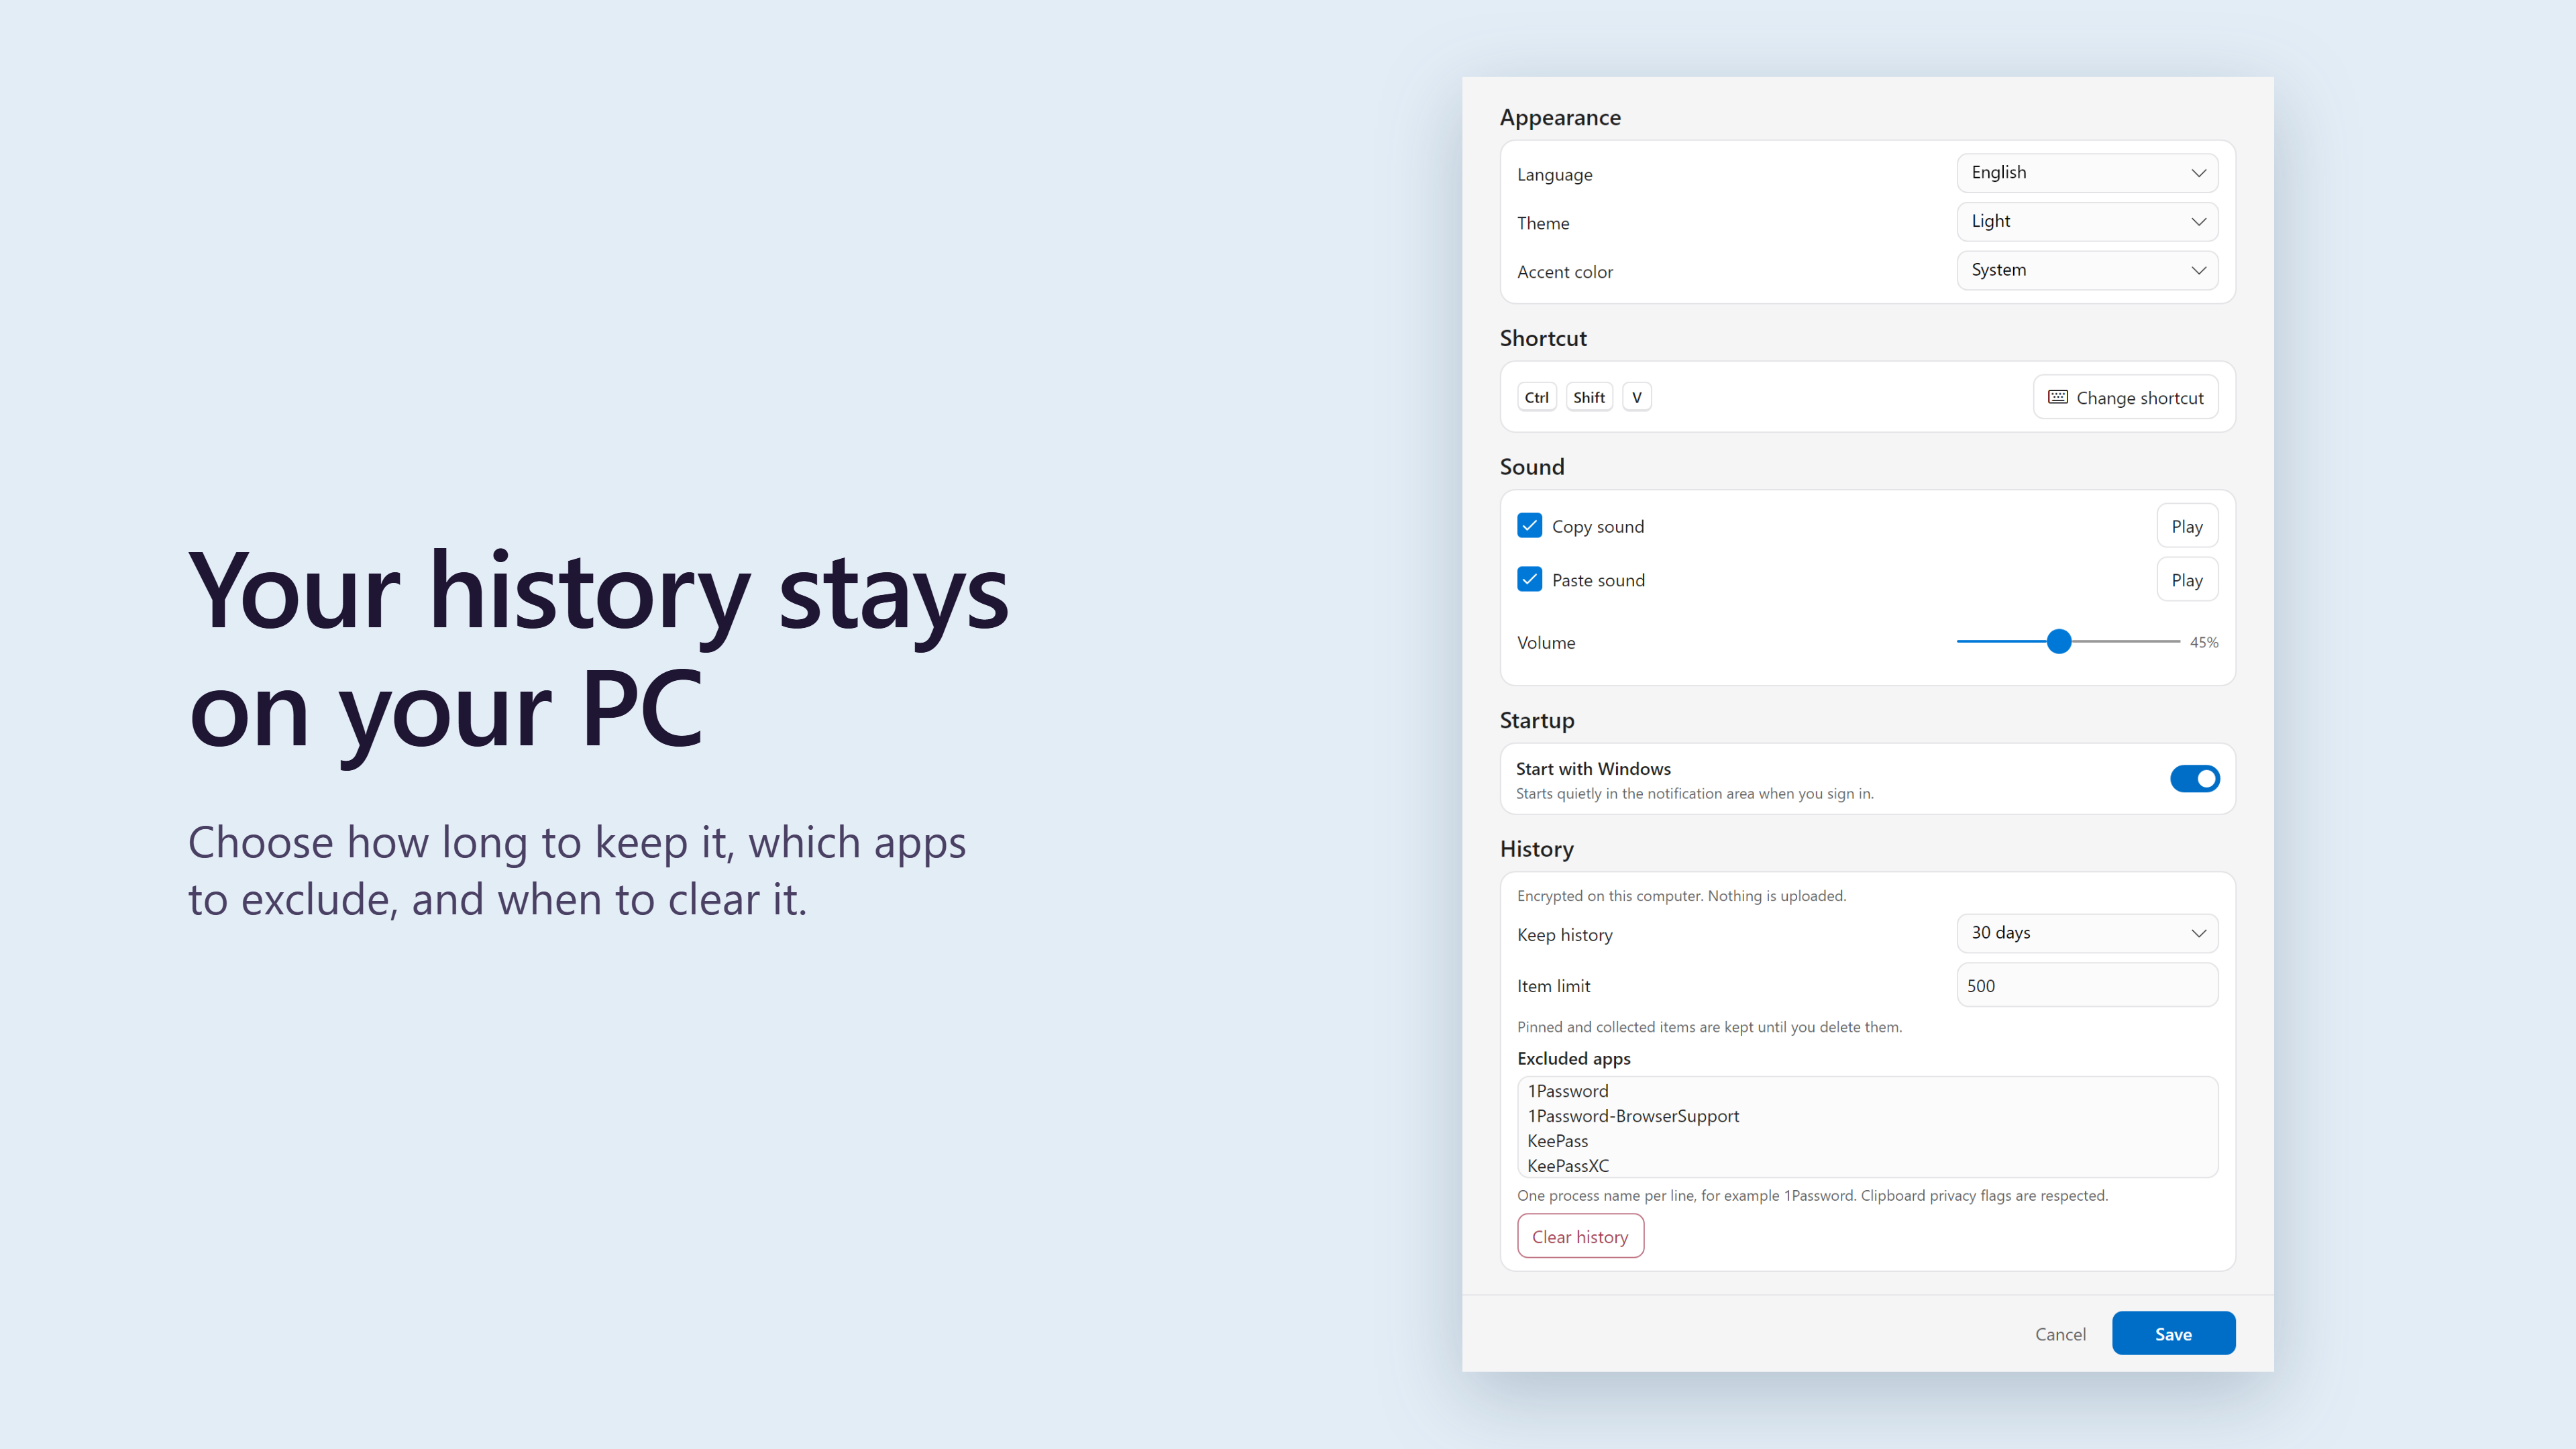 Your history stays
on your PC
Choose how long to keep it, which apps
to exclude, and when to clear it.
Appearance
Language
English
Theme
Light
Accent color
System
Shortcut
Ctrl Shift V
Change shortcut
Sound
Copy sound
Play
Paste sound
Play
Volume
45%
Startup
Start with Windows
Starts quietly in the notification area when you sign in.
History
Encrypted on this computer. Nothing is uploaded.
Keep history
30 days
Item limit
500
Pinned and collected items are kept until you delete them.
Excluded apps
1Password
1Password-BrowserSupport
KeePass
KeePassXC
One process name per line, for example 1Password. Clipboard privacy flags are respected.
Clear history
Cancel
Save